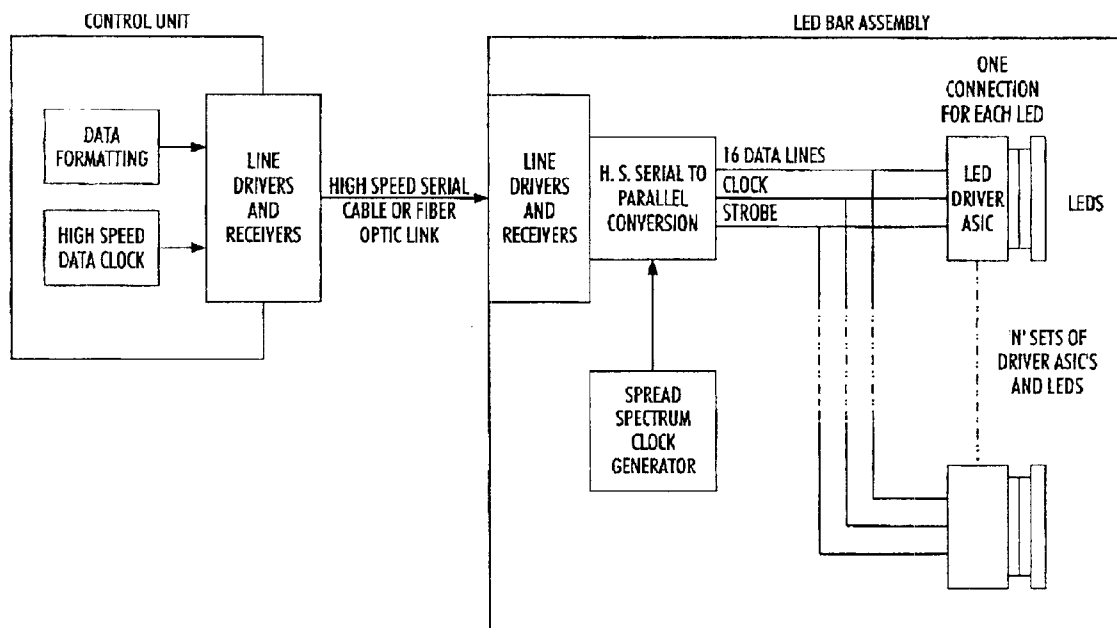 CONTROL UNIT
LED BAR ASSEMBLY
DATA
FORMATTING
HIGH SPEED
DATA CLOCK
LINE
DRIVERS
AND
RECEIVERS
HIGH SPEED SERIAL
CABLE OR FIBER
OPTIC LINK
LINE
DRIVERS
AND
RECEIVERS
H. S. SERIAL TO
PARALLEL
CONVERSION
SPREAD
SPECTRUM
CLOCK
GENERATOR
16 DATA LINES
CLOCK
STROBE
ONE
CONNECTION
FOR EACH LED
LED
DRIVER
ASIC
LEDS
'N' SETS OF
DRIVER ASIC'S
AND LEDS